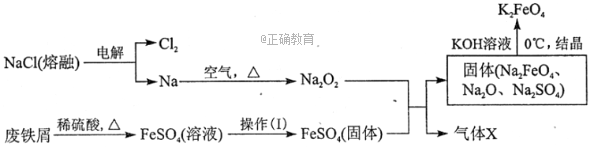 K₂FeO₄
@正确教育
KOH溶液 0℃,结晶
NaCl(熔融) 电解 Cl₂
Na 空气,△ Na₂O₂
固体(Na₂FeO₄、
Na₂O、Na₂SO₄)
废铁屑 稀硫酸,△ FeSO₄(溶液) 操作(I) FeSO₄(固体) 气体X